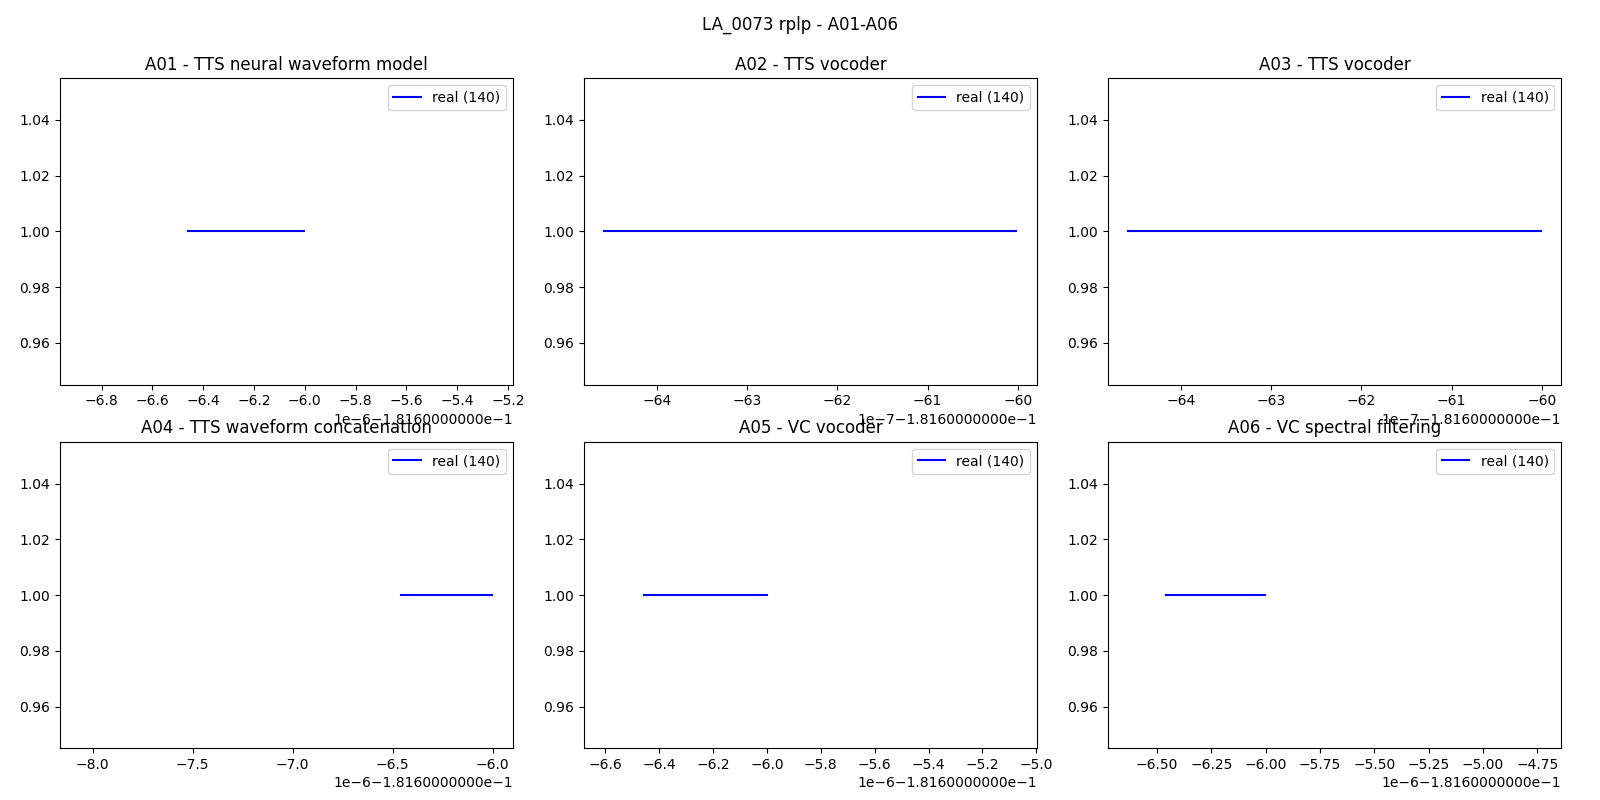 LA_0073 rplp - A01-A06
A01 - TTS neural waveform model
real (140)
1.04
1.02
1.00
0.98
0.96
−6.8 −6.6 −6.4 −6.2 −6.0 −5.8 −5.6 −5.4 −5.2
1e−6−1.8160000000e−1
A02 - TTS vocoder
real (140)
1.04
1.02
1.00
0.98
0.96
−64 −63 −62 −61 −60
1e−7−1.8160000000e−1
A03 - TTS vocoder
real (140)
1.04
1.02
1.00
0.98
0.96
−64 −63 −62 −61 −60
1e−7−1.8160000000e−1
A04 - TTS waveform concatenation
real (140)
1.04
1.02
1.00
0.98
0.96
−8.0 −7.5 −7.0 −6.5 −6.0
1e−6−1.8160000000e−1
A05 - VC vocoder
real (140)
1.04
1.02
1.00
0.98
0.96
−6.6 −6.4 −6.2 −6.0 −5.8 −5.6 −5.4 −5.2 −5.0
1e−6−1.8160000000e−1
A06 - VC spectral filtering
real (140)
1.04
1.02
1.00
0.98
0.96
−6.50 −6.25 −6.00 −5.75 −5.50 −5.25 −5.00 −4.75
1e−6−1.8160000000e−1